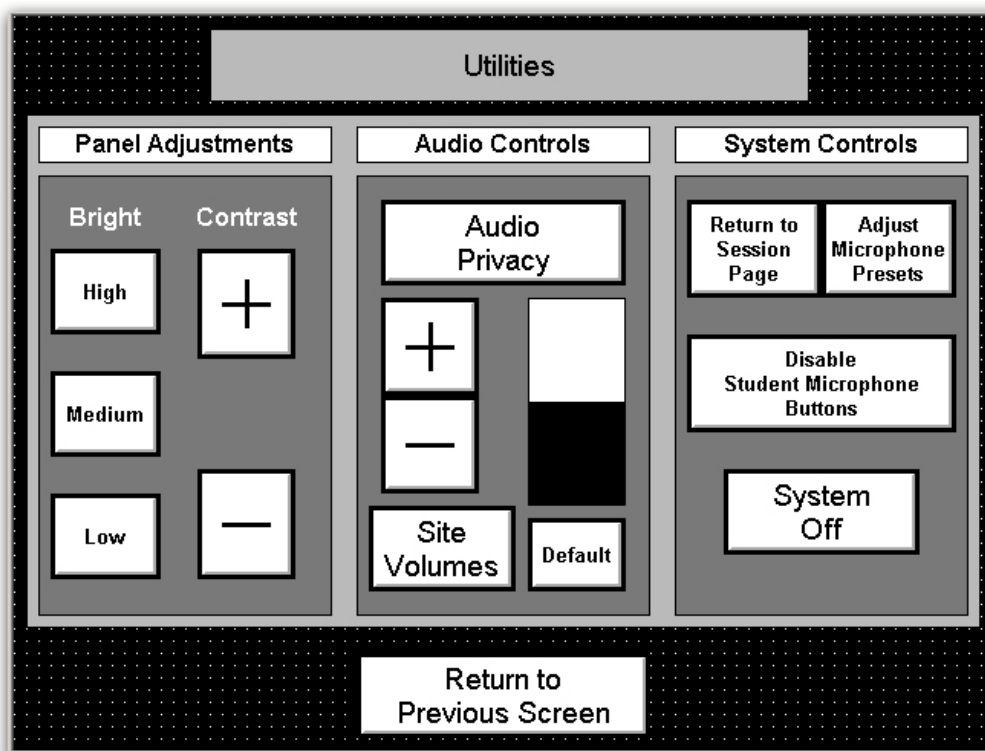 Utilities
Panel Adjustments
Bright
Contrast
High
+
Medium
Low
−
Audio Controls
Audio
Privacy
+
−
Site
Volumes
Default
System Controls
Return to
Session
Page
Adjust
Microphone
Presets
Disable
Student Microphone
Buttons
System
Off
Return to
Previous Screen